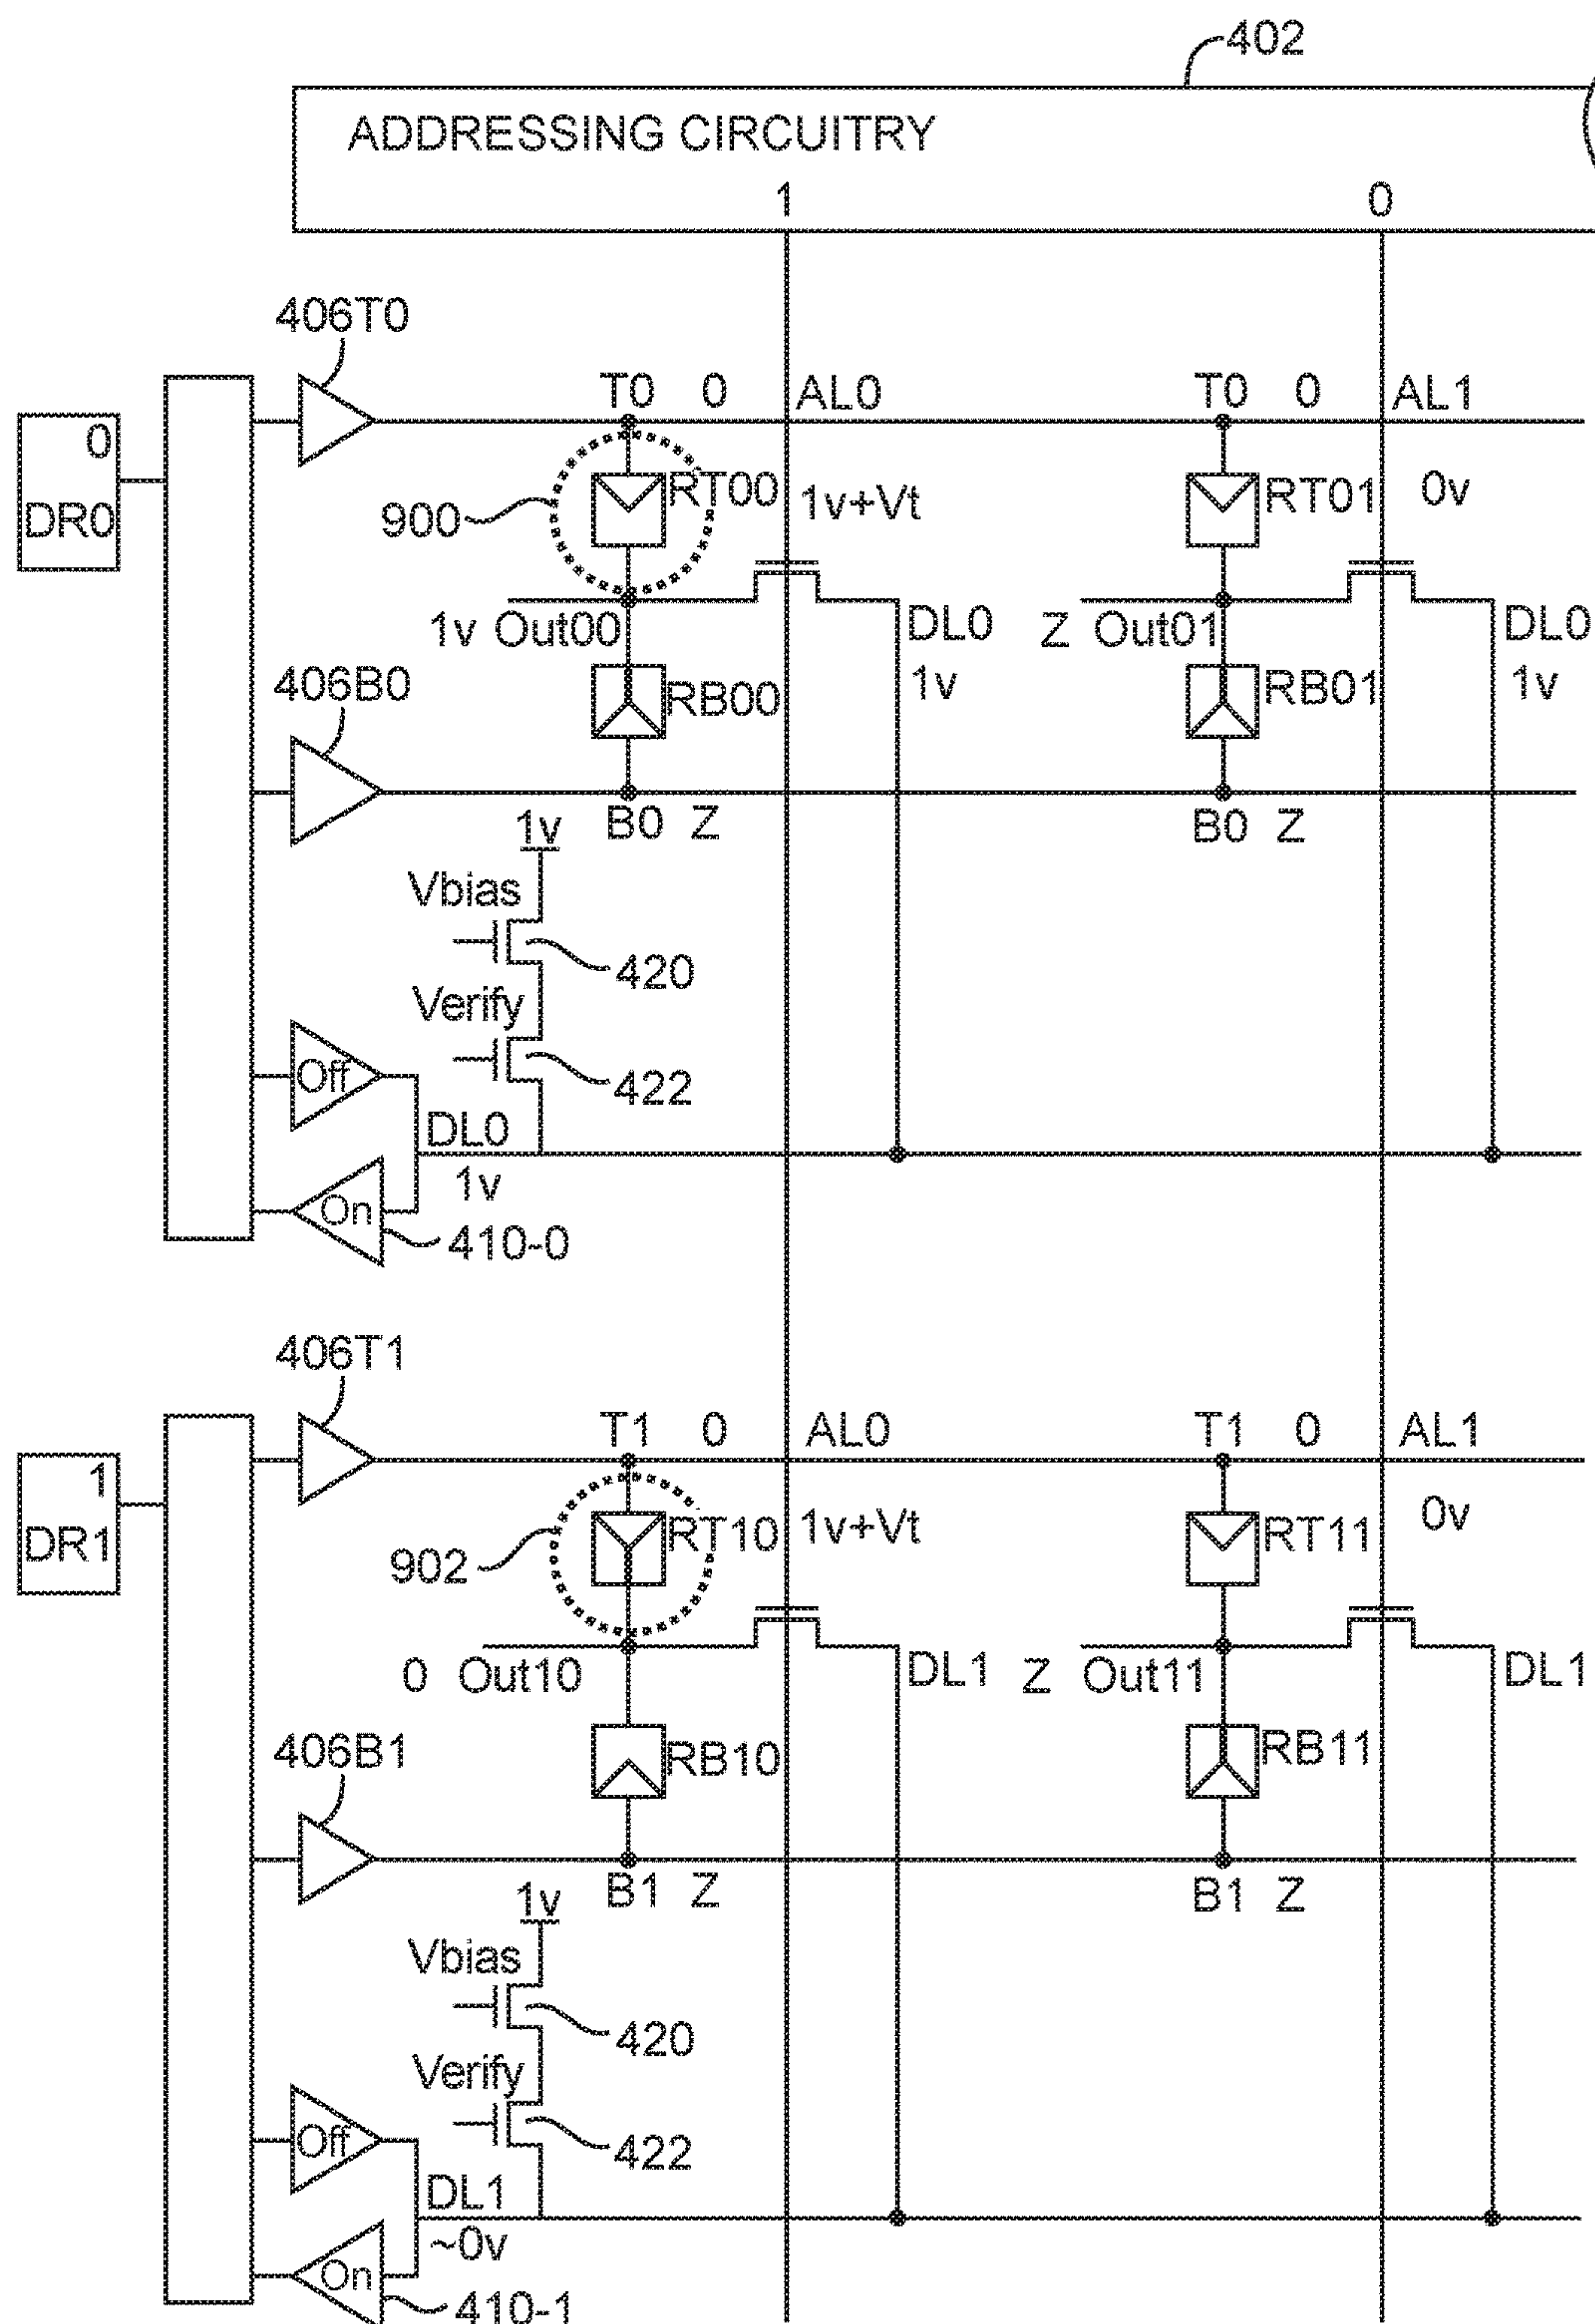 402
ADDRESSING CIRCUITRY
1 0
406T0
T0 0 AL0 T0 0 AL1
0
DR0
900 RT00 1v+Vt RT01 0v
1v Out00 DL0 Z Out01 DL0
406B0 RB00 1v RB01 1v
1v B0 Z B0 Z
Vbias
420
Verify
422
Off
DL0
1v
On
410-0
406T1
T1 0 AL0 T1 0 AL1
1
DR1
902 RT10 1v+Vt RT11 0v
0 Out10 DL1 Z Out11 DL1
406B1 RB10 RB11
1v B1 Z B1 Z
Vbias
420
Verify
422
Off
DL1
~0v
On
410-1